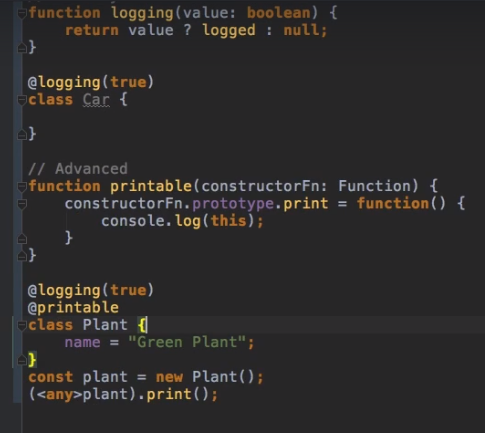 function logging(value: boolean) {
    return value ? logged : null;
}
@logging(true)
class Car {
}
// Advanced
function printable(constructorFn: Function) {
    constructorFn.prototype.print = function() {
        console.log(this);
    }
}
@logging(true)
@printable
class Plant {
    name = "Green Plant";
}
const plant = new Plant();
(<any>plant).print();